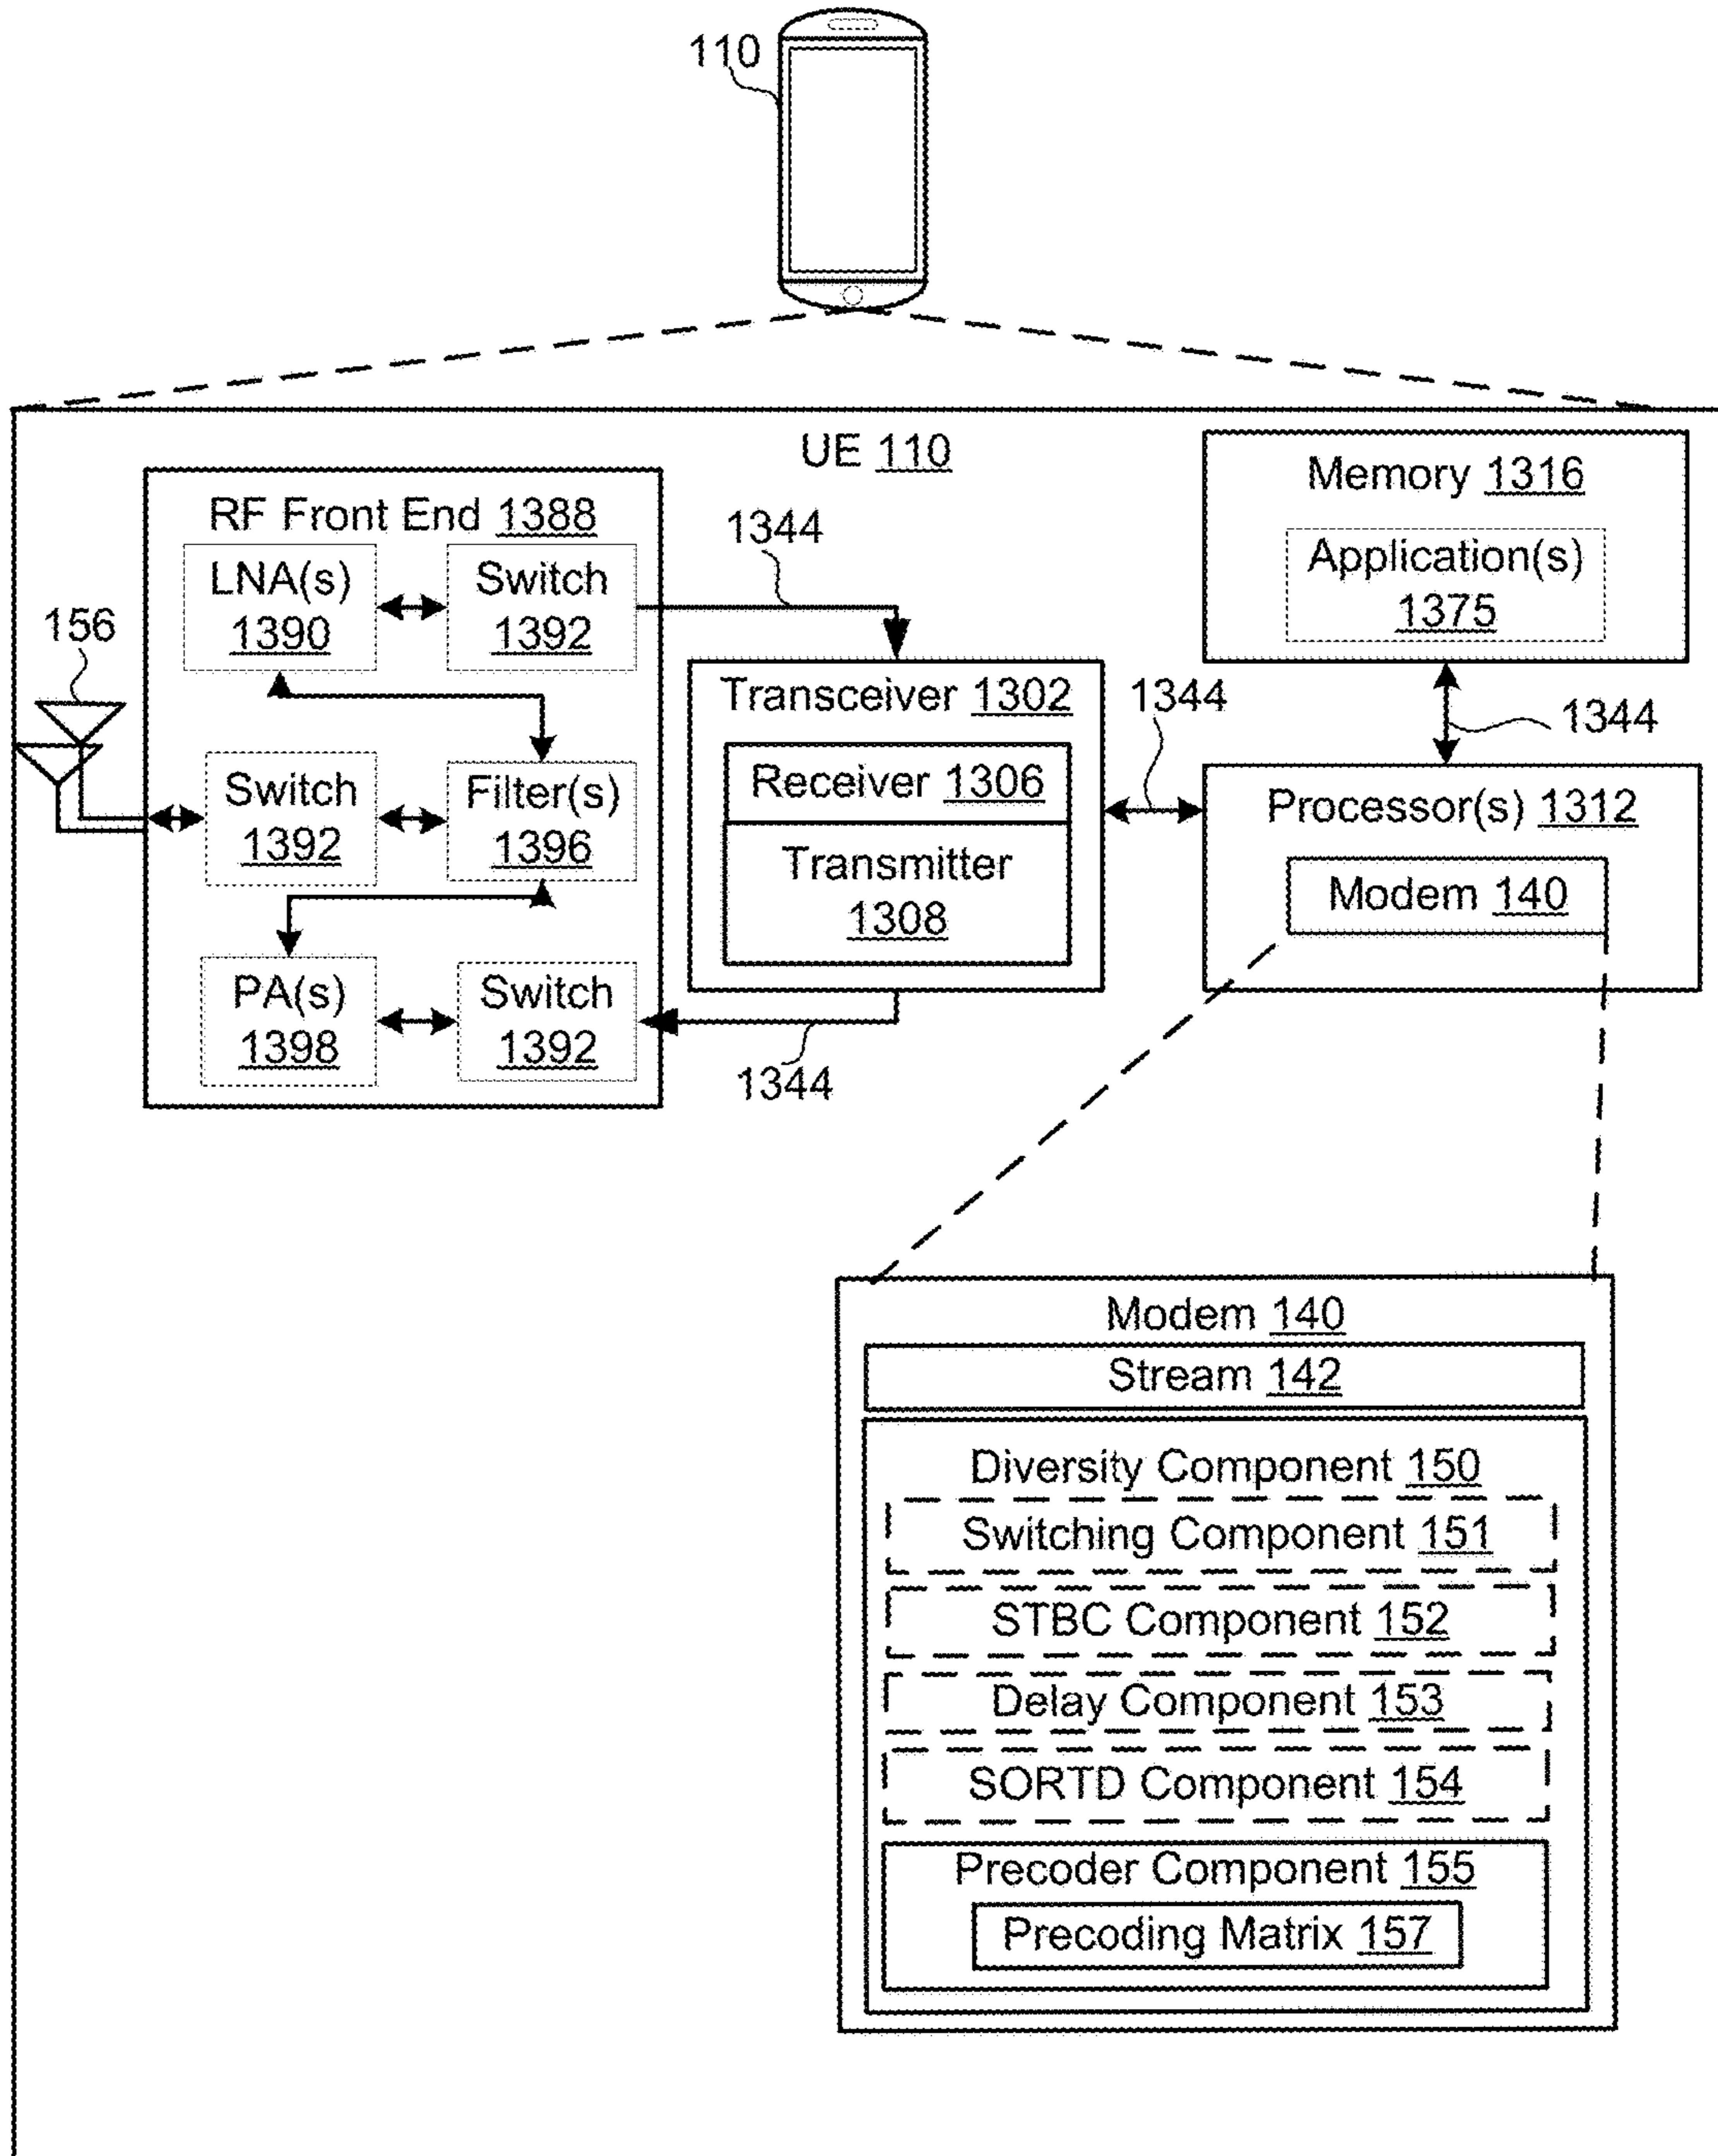 110
UE 110
RF Front End 1388
LNA(s)
1390
Switch
1392
1344
156
Switch
1392
Filter(s)
1396
PA(s)
1398
Switch
1392
1344
Transceiver 1302
Receiver 1306
Transmitter
1308
1344
Memory 1316
Application(s)
1375
1344
Processor(s) 1312
Modem 140
Modem 140
Stream 142
Diversity Component 150
Switching Component 151
STBC Component 152
Delay Component 153
SORTD Component 154
Precoder Component 155
Precoding Matrix 157